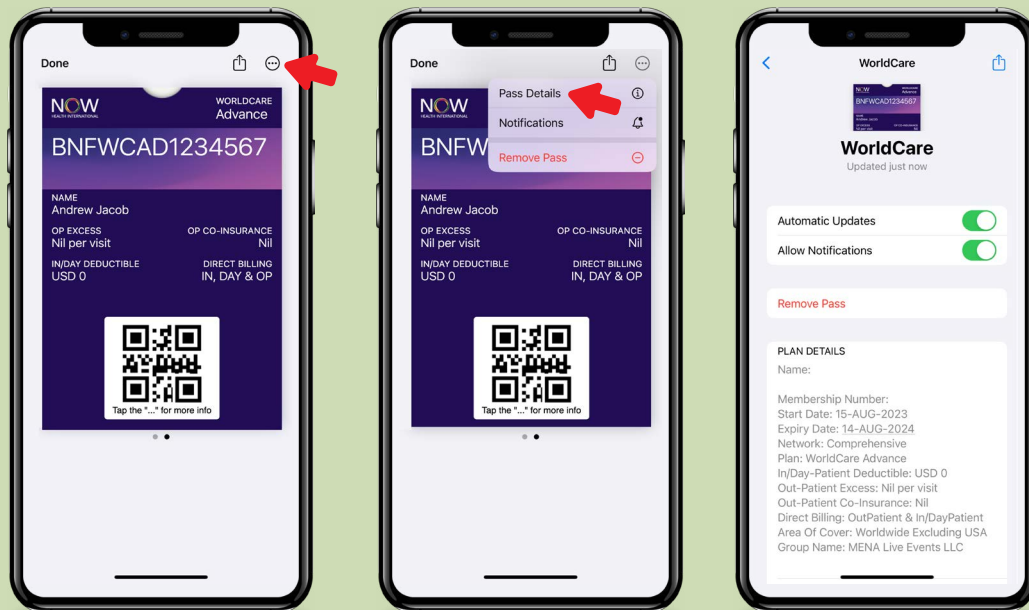 Done
NOW
HEALTH INTERNATIONAL
WORLDCARE
Advance
BNFWCAD1234567
NAME
Andrew Jacob
OP EXCESS OP CO-INSURANCE
Nil per visit Nil
IN/DAY DEDUCTIBLE DIRECT BILLING
USD 0 IN, DAY & OP
Tap the "..." for more info
Done
Pass Details
Notifications
Remove Pass
NOW
HEALTH INTERNATIONAL
BNFW
NAME
Andrew Jacob
OP EXCESS OP CO-INSURANCE
Nil per visit Nil
IN/DAY DEDUCTIBLE DIRECT BILLING
USD 0 IN, DAY & OP
Tap the "..." for more info
WorldCare
NOW
Advance
BNFWCAD1234567
WorldCare
Updated just now
Automatic Updates
Allow Notifications
Remove Pass
PLAN DETAILS
Name:
Membership Number:
Start Date: 15-AUG-2023
Expiry Date: 14-AUG-2024
Network: Comprehensive
Plan: WorldCare Advance
In/Day-Patient Deductible: USD 0
Out-Patient Excess: Nil per visit
Out-Patient Co-Insurance: Nil
Direct Billing: OutPatient & In/DayPatient
Area Of Cover: Worldwide Excluding USA
Group Name: MENA Live Events LLC